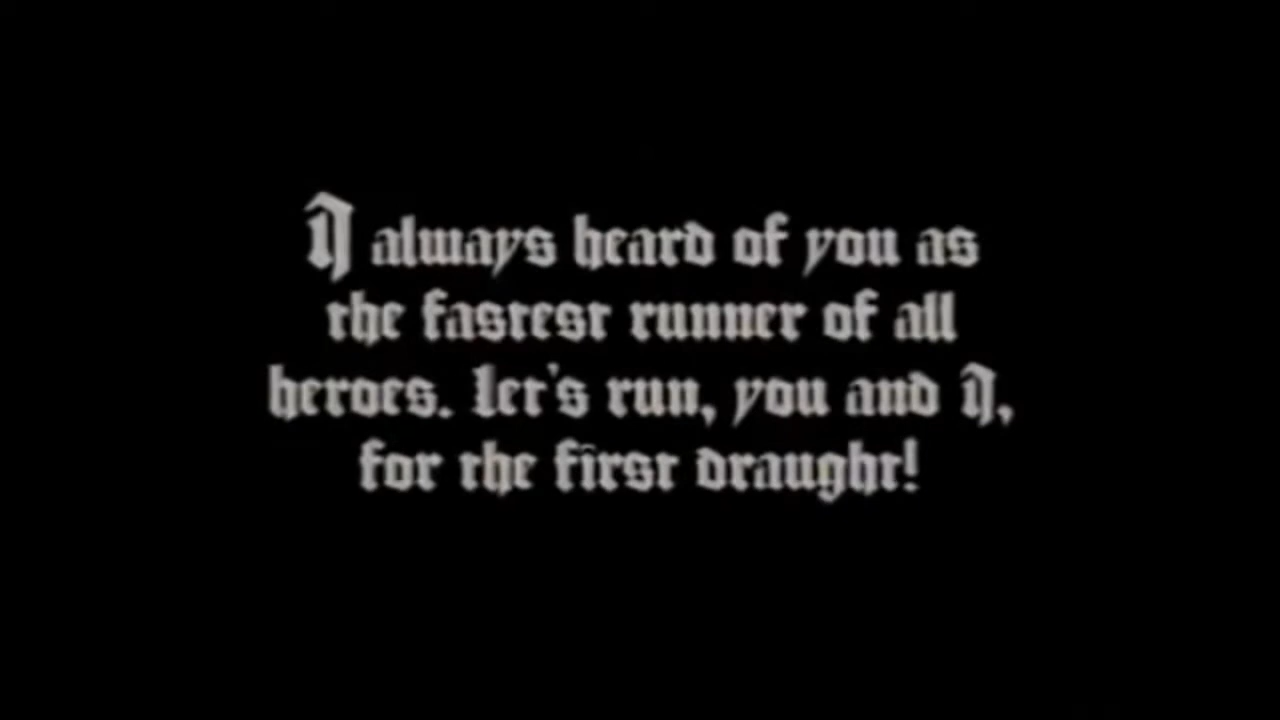 I always heard of you as
the fastest runner of all
heroes. Let's run, you and I,
for the first draught!